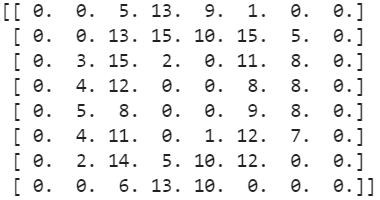 [[ 0.  0.  5. 13.  9.  1.  0.  0.]
 [ 0.  0. 13. 15. 10. 15.  5.  0.]
 [ 0.  3. 15.  2.  0. 11.  8.  0.]
 [ 0.  4. 12.  0.  0.  8.  8.  0.]
 [ 0.  5.  8.  0.  0.  9.  8.  0.]
 [ 0.  4. 11.  0.  1. 12.  7.  0.]
 [ 0.  2. 14.  5. 10. 12.  0.  0.]
 [ 0.  0.  6. 13. 10.  0.  0.  0.]]